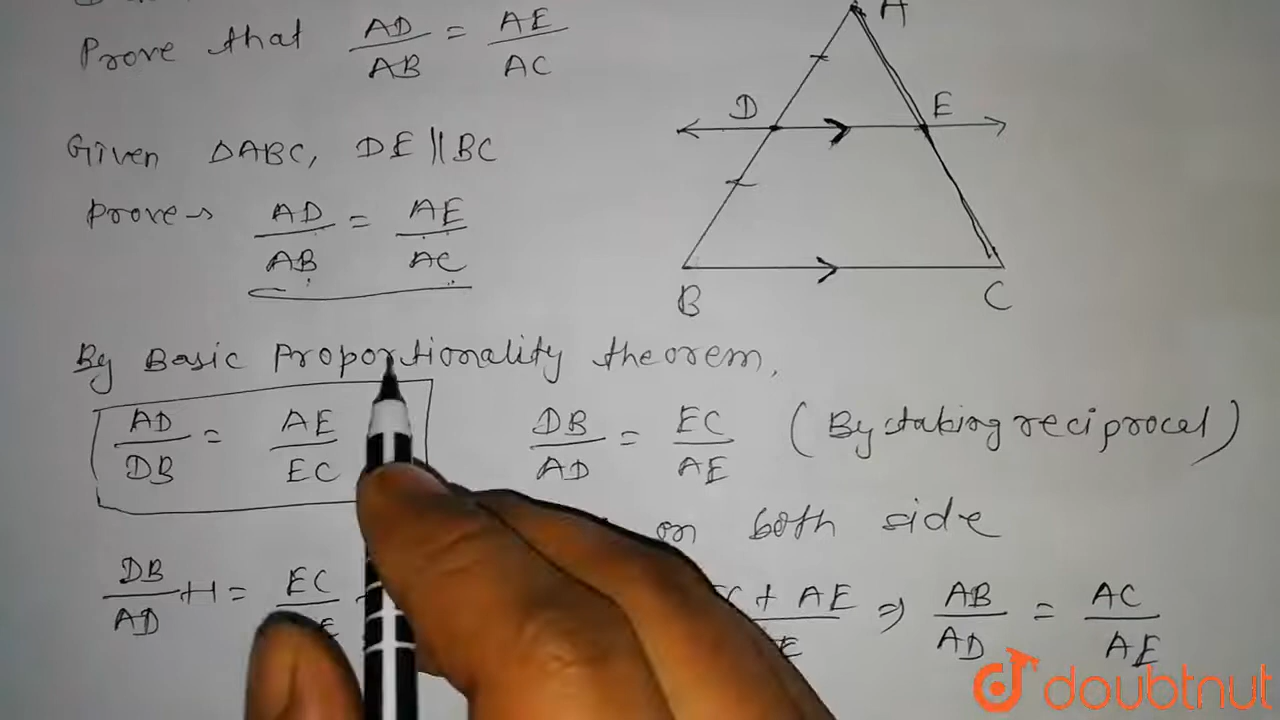 Prove that AD/AB = AE/AC
Given ΔABC, DE||BC
Prove→ AD/AB = AE/AC
A
D
E
B
C
By Basic Proportionality theorem,
AD/DB = AE/EC
DB/AD = EC/AE (By taking reciprocal)
on both side
DB/AD +1 = EC/
+ AE
⇒ AB/AD = AC/AE
doubtnut